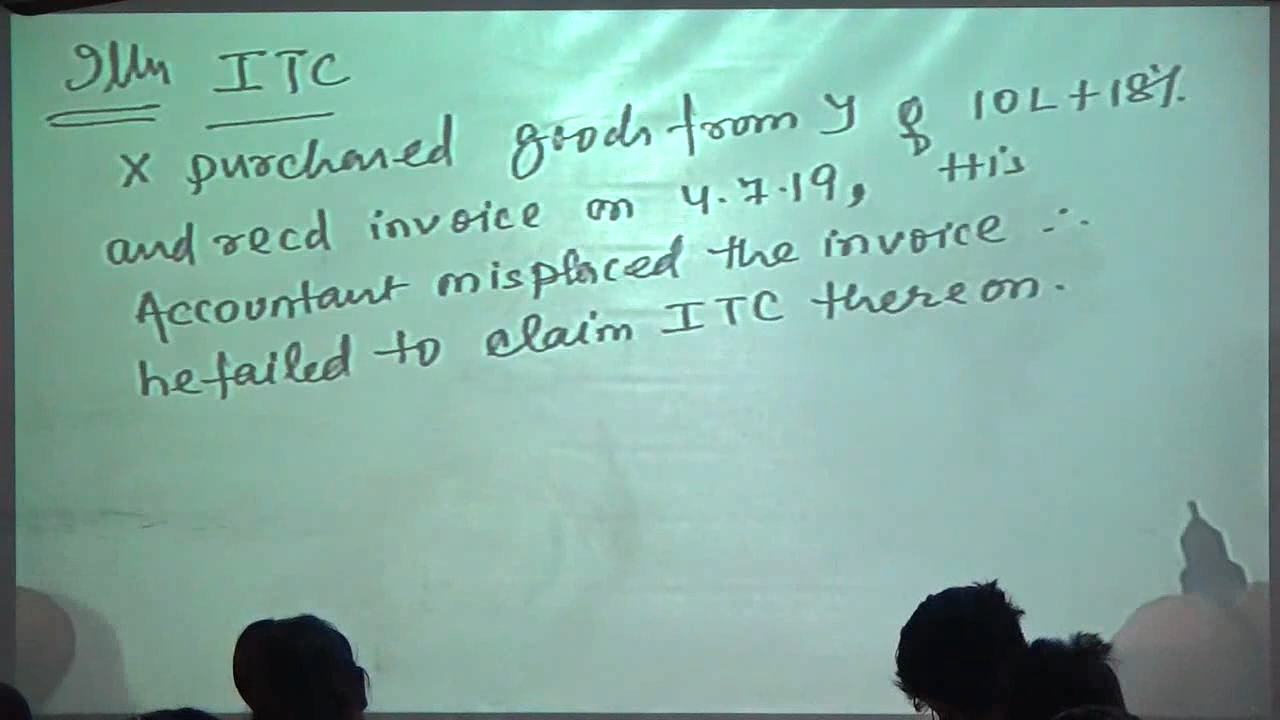 Illn ITC
X purchased goods from Y of 10L+18%.
and recd invoice on 4.7.19, His
Accountant misplaced the invoice ∴
he failed to claim ITC thereon.